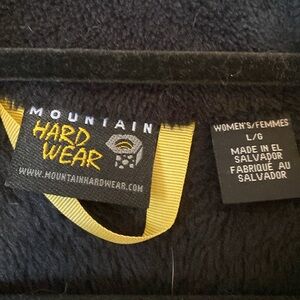 MOUNTAIN
HARD
WEAR
WWW.MOUNTAINHARDWEAR.COM
WOMEN'S/FEMMES
L/G
MADE IN EL
SALVADOR
FABRIQUÉ AU
SALVADOR